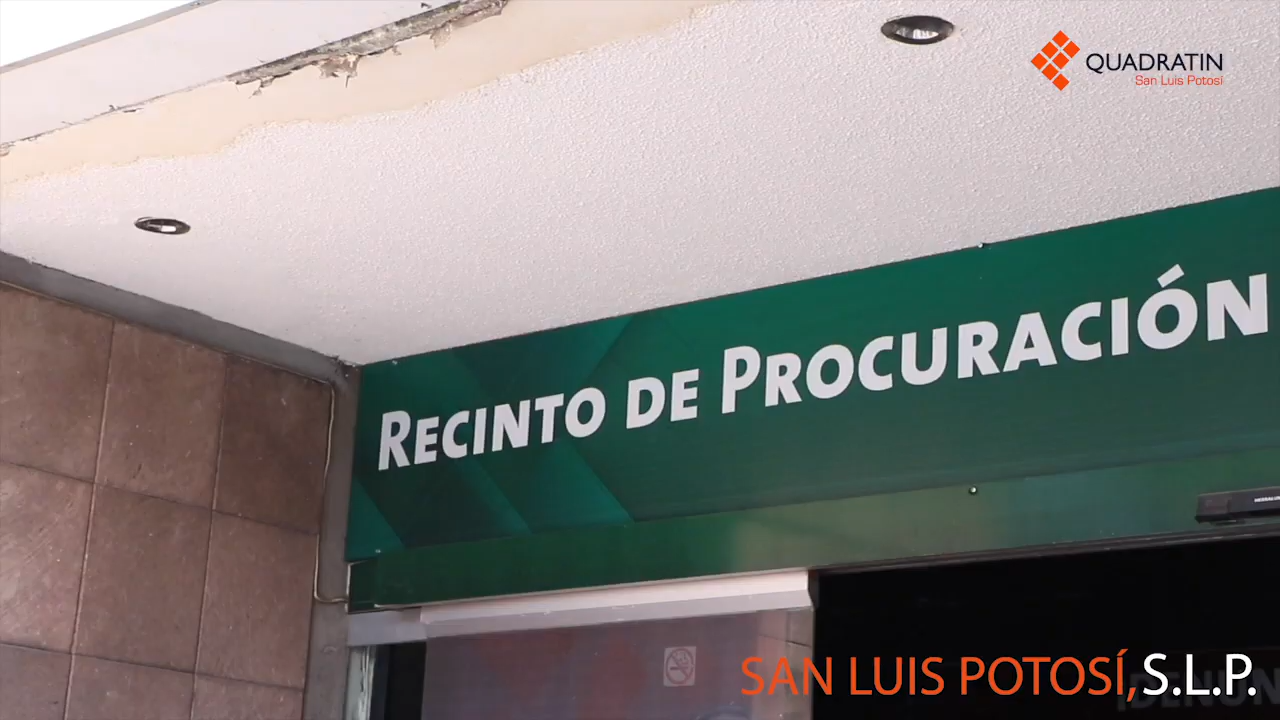 QUADRATIN
San Luis Potosí
RECINTO DE PROCURACIÓN
SAN LUIS POTOSÍ, S.L.P.